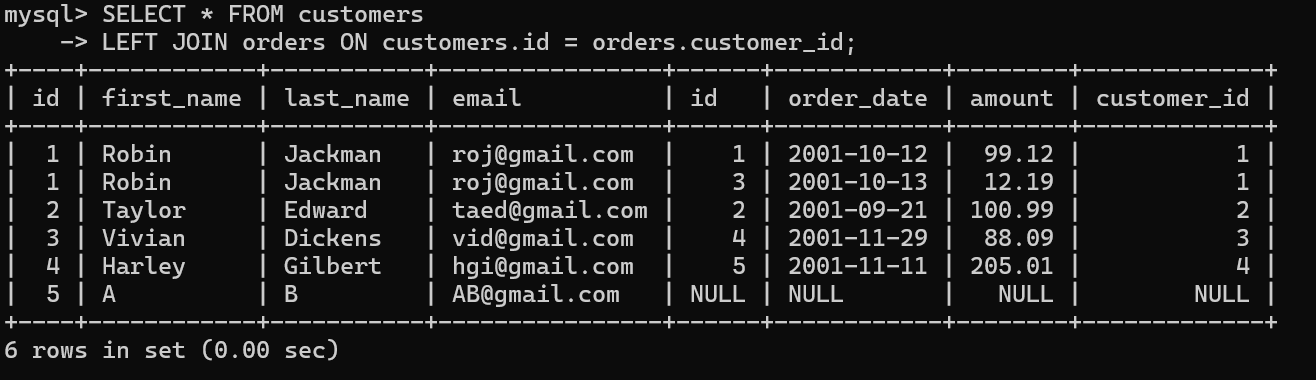 mysql> SELECT * FROM customers
    -> LEFT JOIN orders ON customers.id = orders.customer_id;
+----+------------+-----------+----------------+------+------------+--------+-------------+
| id | first_name | last_name | email          | id   | order_date | amount | customer_id |
+----+------------+-----------+----------------+------+------------+--------+-------------+
|  1 | Robin      | Jackman   | roj@gmail.com  |    1 | 2001-10-12 |  99.12 |           1 |
|  1 | Robin      | Jackman   | roj@gmail.com  |    3 | 2001-10-13 |  12.19 |           1 |
|  2 | Taylor     | Edward    | taed@gmail.com |    2 | 2001-09-21 | 100.99 |           2 |
|  3 | Vivian     | Dickens   | vid@gmail.com  |    4 | 2001-11-29 |  88.09 |           3 |
|  4 | Harley     | Gilbert   | hgi@gmail.com  |    5 | 2001-11-11 | 205.01 |           4 |
|  5 | A          | B         | AB@gmail.com   | NULL | NULL       |   NULL |        NULL |
+----+------------+-----------+----------------+------+------------+--------+-------------+
6 rows in set (0.00 sec)